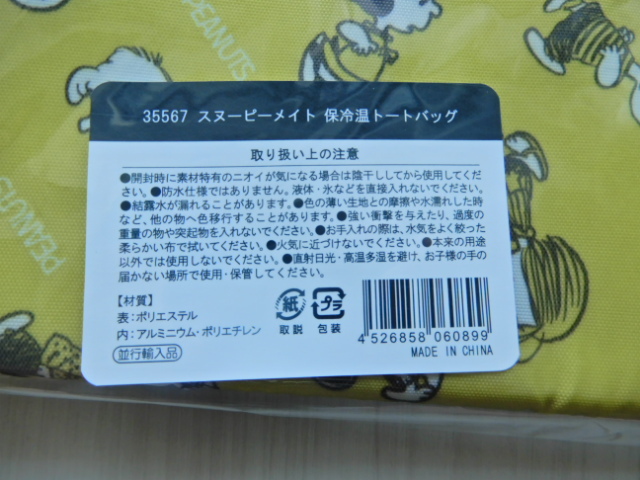 PEANUTS
35567 スヌーピーメイト 保冷温トートバッグ
取り扱い上の注意
●開封時に素材特有のニオイが気になる場合は陰干ししてから使用してくだ
さい。●防水仕様ではありません。液体・氷などを直接入れないでください。
●結露水が漏れることがあります。●色の薄い生地との摩擦や水濡れした時
など、他の物へ色移行することがあります。●強い衝撃を与えたり、過度の
重量の物や突起物を入れないでください。●お手入れの際は、水気をよく絞った
柔らかい布で拭いてください。●火気に近づけないでください。●本来の用途
以外では使用しないでください。●直射日光・高温多湿を避け、お子様の手の
届かない場所で使用・保管してください。
【材質】
表:ポリエステル
内:アルミニウム・ポリエチレン
並行輸入品
紙
取説
プラ
包装
4 526858 060899
MADE IN CHINA
PEANUTS
PEANUTS